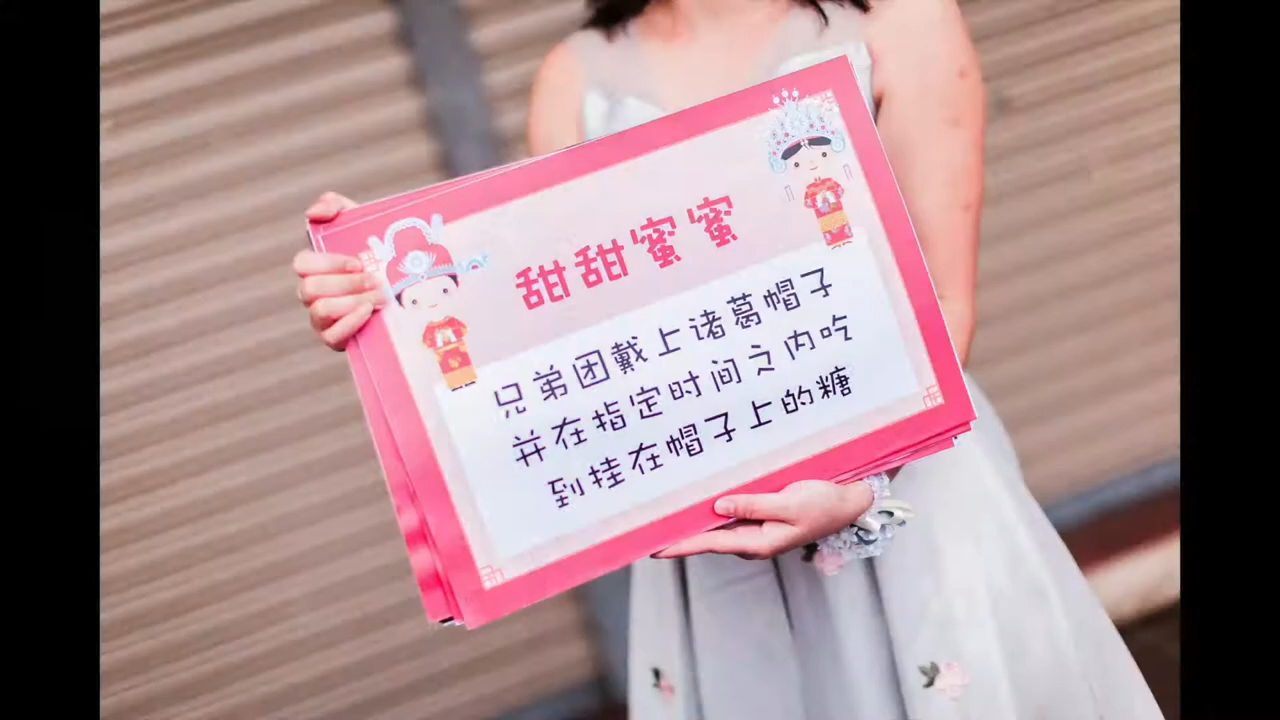 甜甜蜜蜜
兄弟团戴上诸葛帽子
并在指定时间之内吃
到挂在帽子上的糖